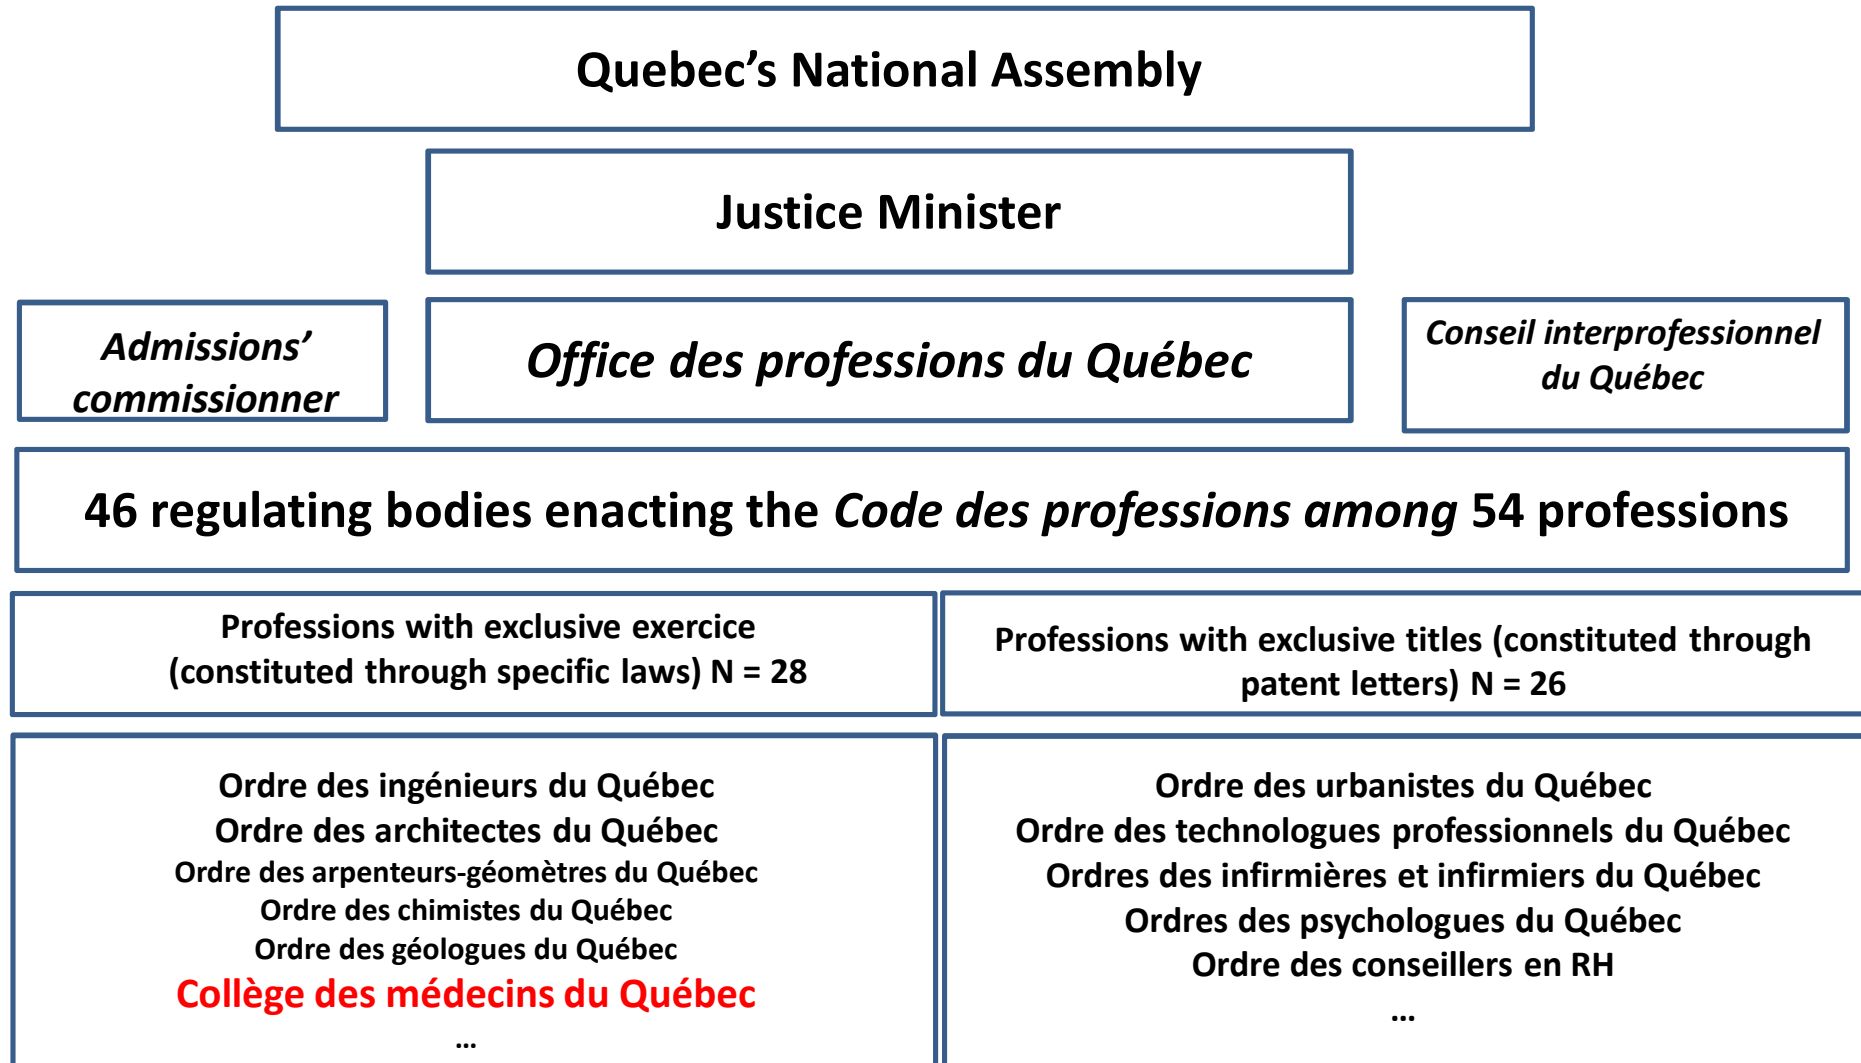 Quebec’s National Assembly
Justice Minister
Admissions’
commissioner
Office des professions du Québec
Conseil interprofessionnel
du Québec
46 regulating bodies enacting the Code des professions among 54 professions
Professions with exclusive exercice
(constituted through specific laws) N = 28
Professions with exclusive titles (constituted through
patent letters) N = 26
Ordre des ingénieurs du Québec
Ordre des architectes du Québec
Ordre des arpenteurs-géomètres du Québec
Ordre des chimistes du Québec
Ordre des géologues du Québec
Collège des médecins du Québec
...
Ordre des urbanistes du Québec
Ordre des technologues professionnels du Québec
Ordres des infirmières et infirmiers du Québec
Ordres des psychologues du Québec
Ordre des conseillers en RH
...